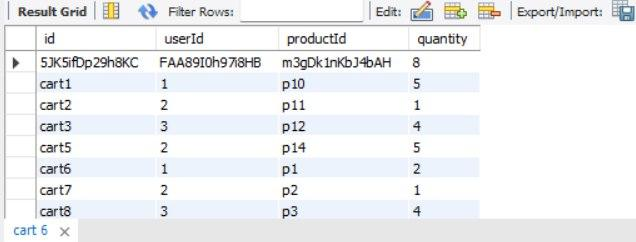 Result Grid Filter Rows: Edit: Export/Import:
id userId productId quantity
5JK5ifDp29h8KC FAA89I0h97i8HB m3gDk1nKbJ4bAH 8
cart1 1 p10 5
cart2 2 p11 1
cart3 3 p12 4
cart5 2 p14 5
cart6 1 p1 2
cart7 2 p2 1
cart8 3 p3 4
cart 6